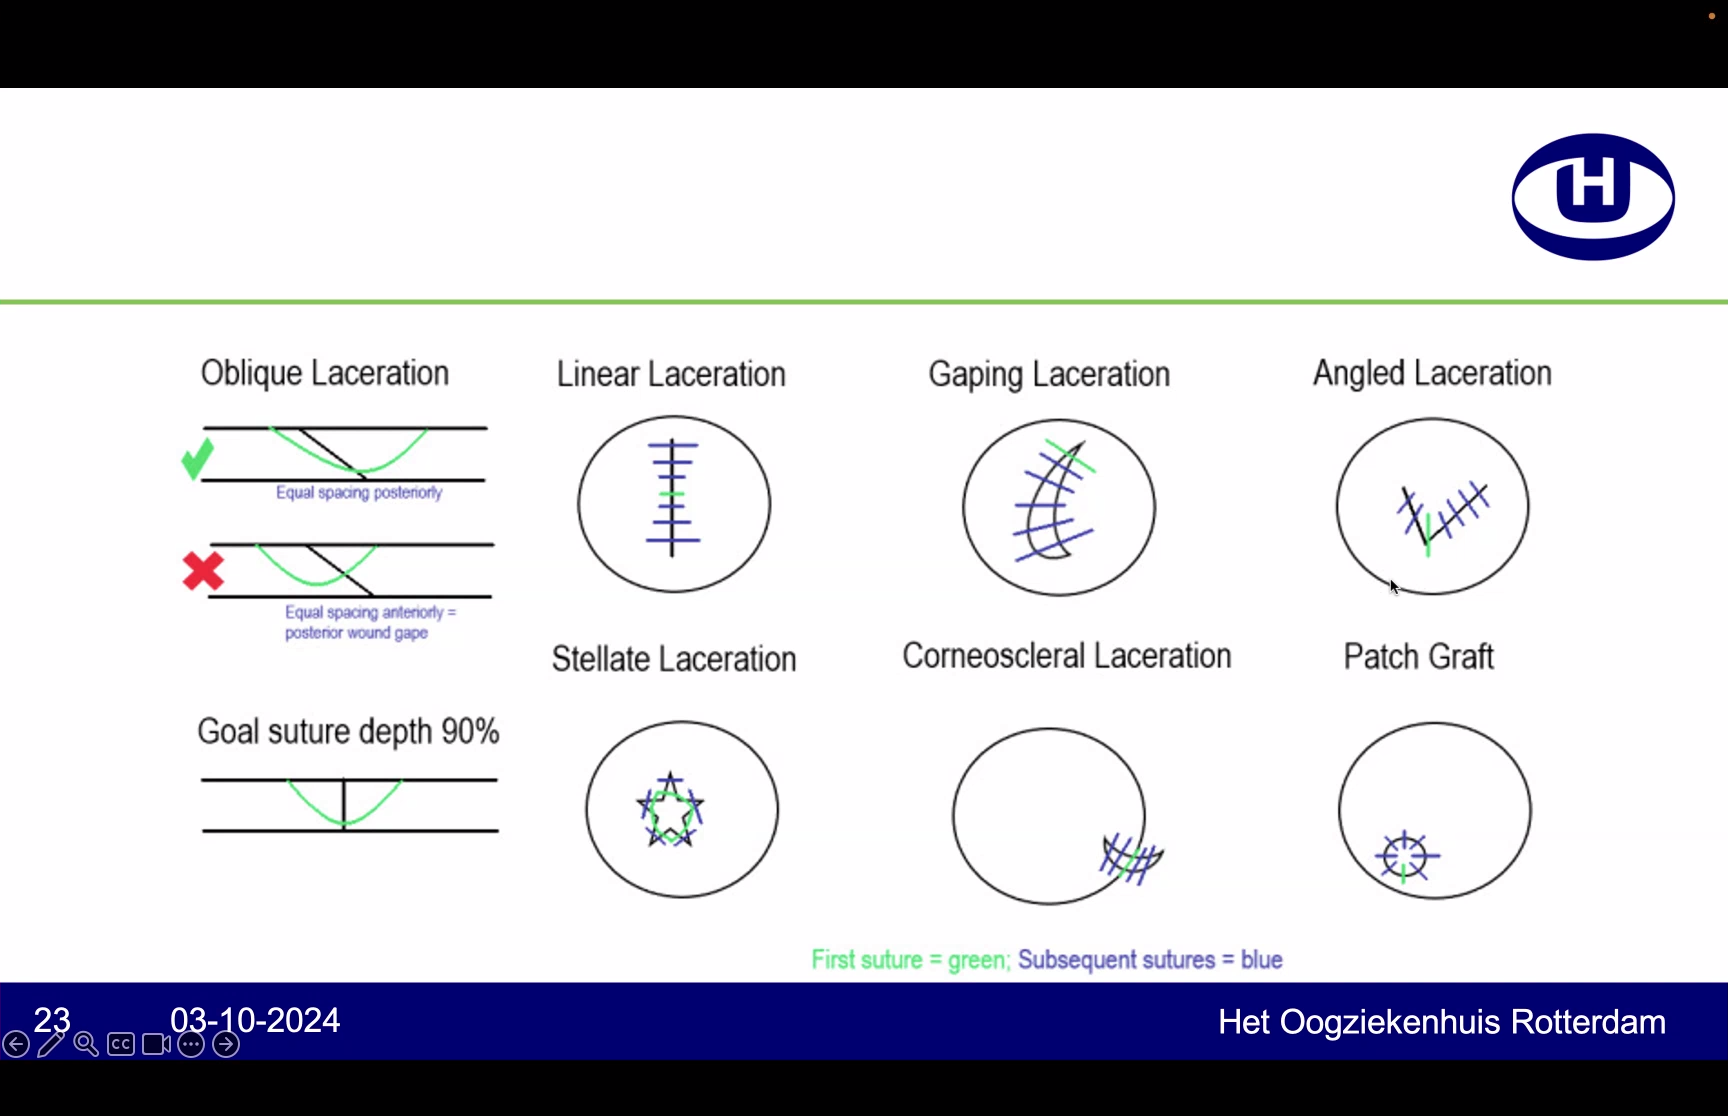 H
Oblique Laceration
Equal spacing posteriorly
Equal spacing anteriorly =
posterior wound gape
Goal suture depth 90%
Linear Laceration
Gaping Laceration
Angled Laceration
Stellate Laceration
Corneoscleral Laceration
Patch Graft
First suture = green; Subsequent sutures = blue
23 03-10-2024 Het Oogziekenhuis Rotterdam
CC